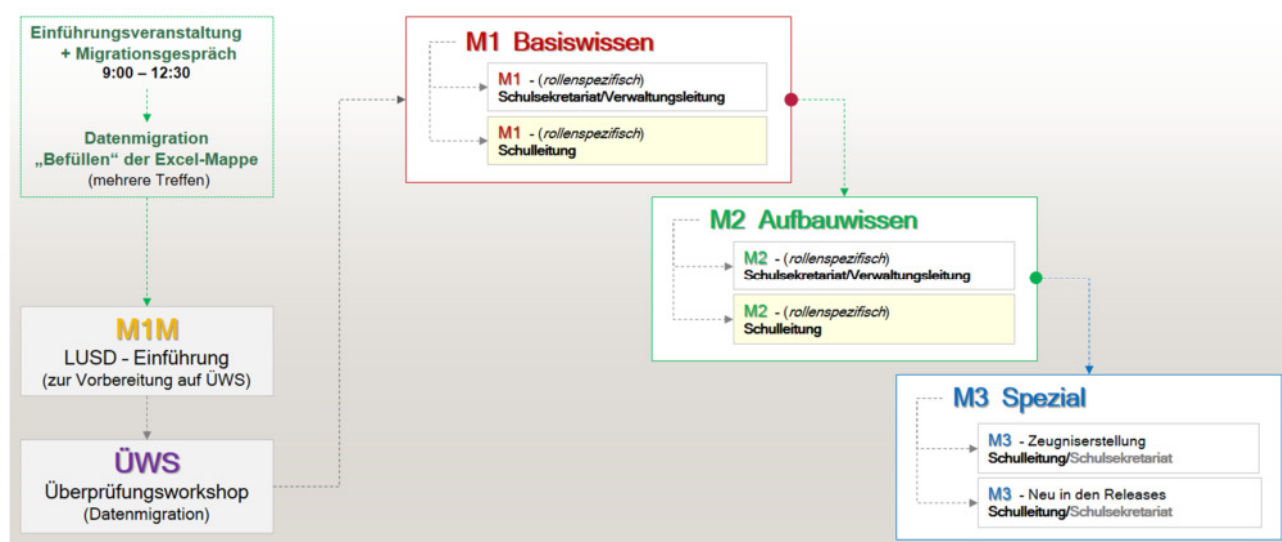 Einführungsveranstaltung
+ Migrationsgespräch
9:00 – 12:30
Datenmigration
„Befüllen“ der Excel-Mappe
(mehrere Treffen)
M1M
LUSD - Einführung
(zur Vorbereitung auf ÜWS)
ÜWS
Überprüfungsworkshop
(Datenmigration)
M1 Basiswissen
M1 - (rollenspezifisch)
Schulsekretariat/Verwaltungsleitung
M1 - (rollenspezifisch)
Schulleitung
M2 Aufbauwissen
M2 - (rollenspezifisch)
Schulsekretariat/Verwaltungsleitung
M2 - (rollenspezifisch)
Schulleitung
M3 Spezial
M3 - Zeugniserstellung
Schulleitung/Schulsekretariat
M3 - Neu in den Releases
Schulleitung/Schulsekretariat